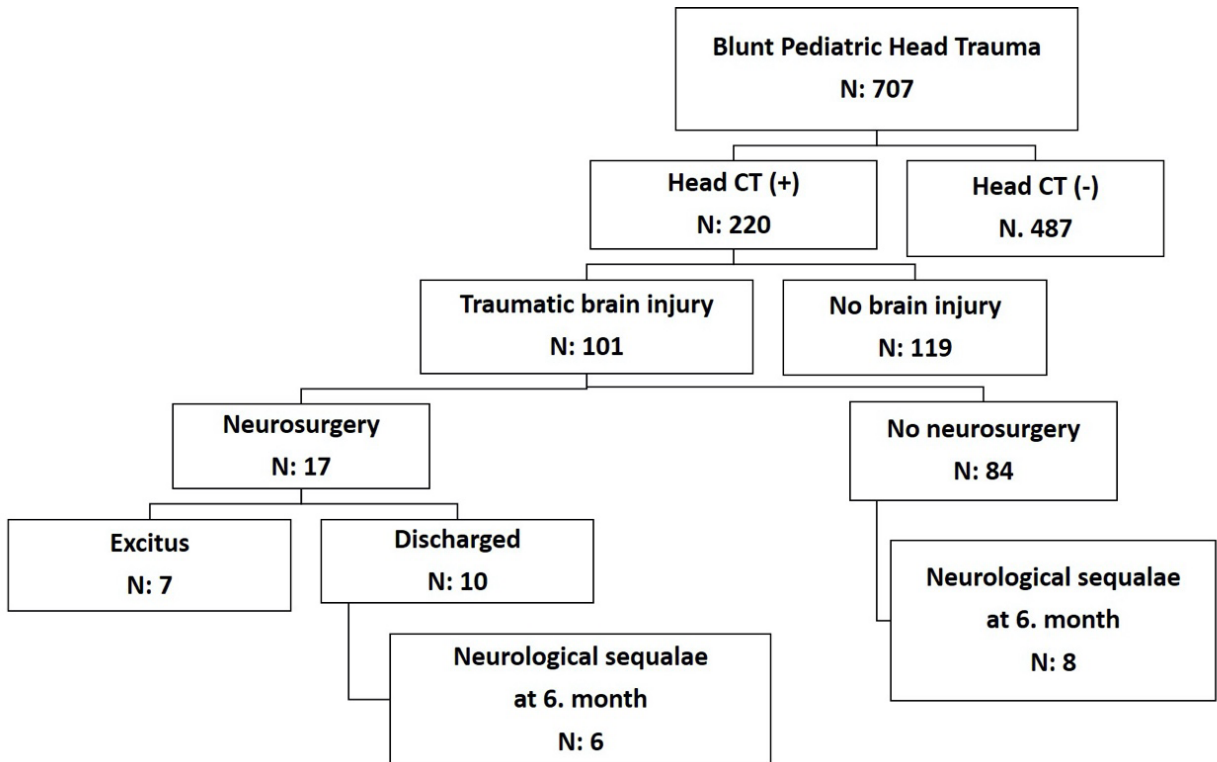 Blunt Pediatric Head Trauma
N: 707
Head CT (+)
N: 220
Head CT (-)
N. 487
Traumatic brain injury
N: 101
No brain injury
N: 119
Neurosurgery
N: 17
No neurosurgery
N: 84
Excitus
N: 7
Discharged
N: 10
Neurological sequalae
at 6. month
N: 8
Neurological sequalae
at 6. month
N: 6